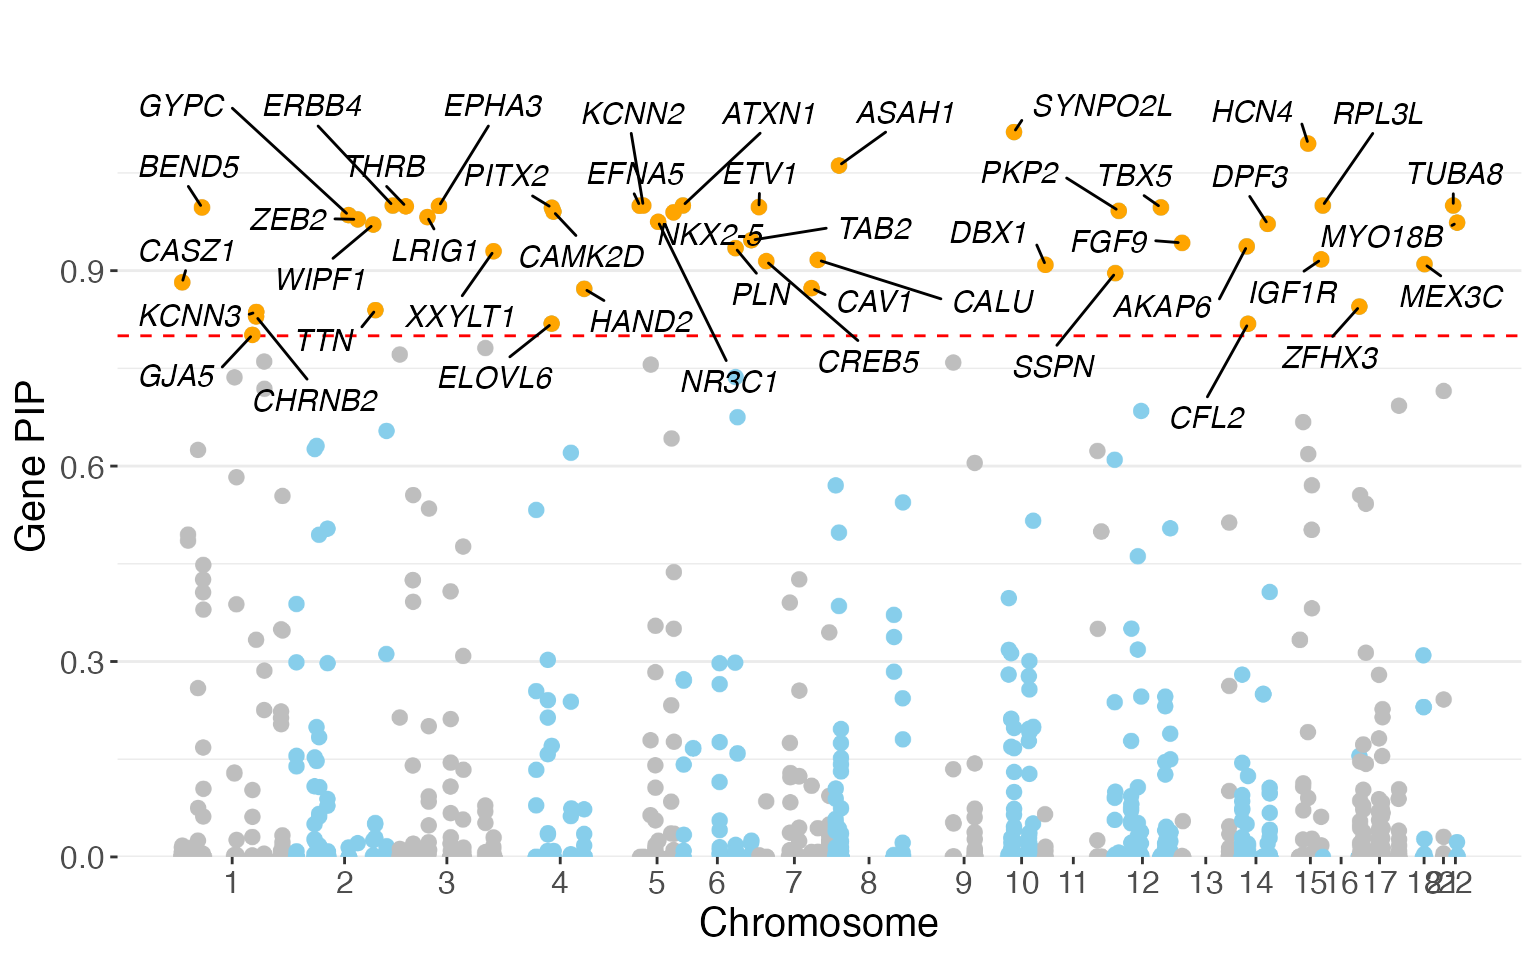 GYPC ERBB4 EPHA3 KCNN2 ATXN1 ASAH1 SYNPO2L HCN4 RPL3L
BEND5 THRB PITX2 EFNA5 ETV1 PKP2 TBX5 DPF3 TUBA8
ZEB2 NKX2-5 TAB2 DBX1 FGF9 MYO18B
CASZ1 LRIG1 CAMK2D
WIPF1 PLN CAV1 CALU AKAP6 IGF1R MEX3C
KCNN3 TTN XXYLT1 HAND2
GJA5 ELOVL6 NR3C1 CREB5 SSPN ZFHX3
CHRNB2 CFL2
0.9
0.6
0.3
0.0
Gene PIP
1 2 3 4 5 6 7 8 9 10 11 12 13 14 15 16 17 18 21 22
Chromosome